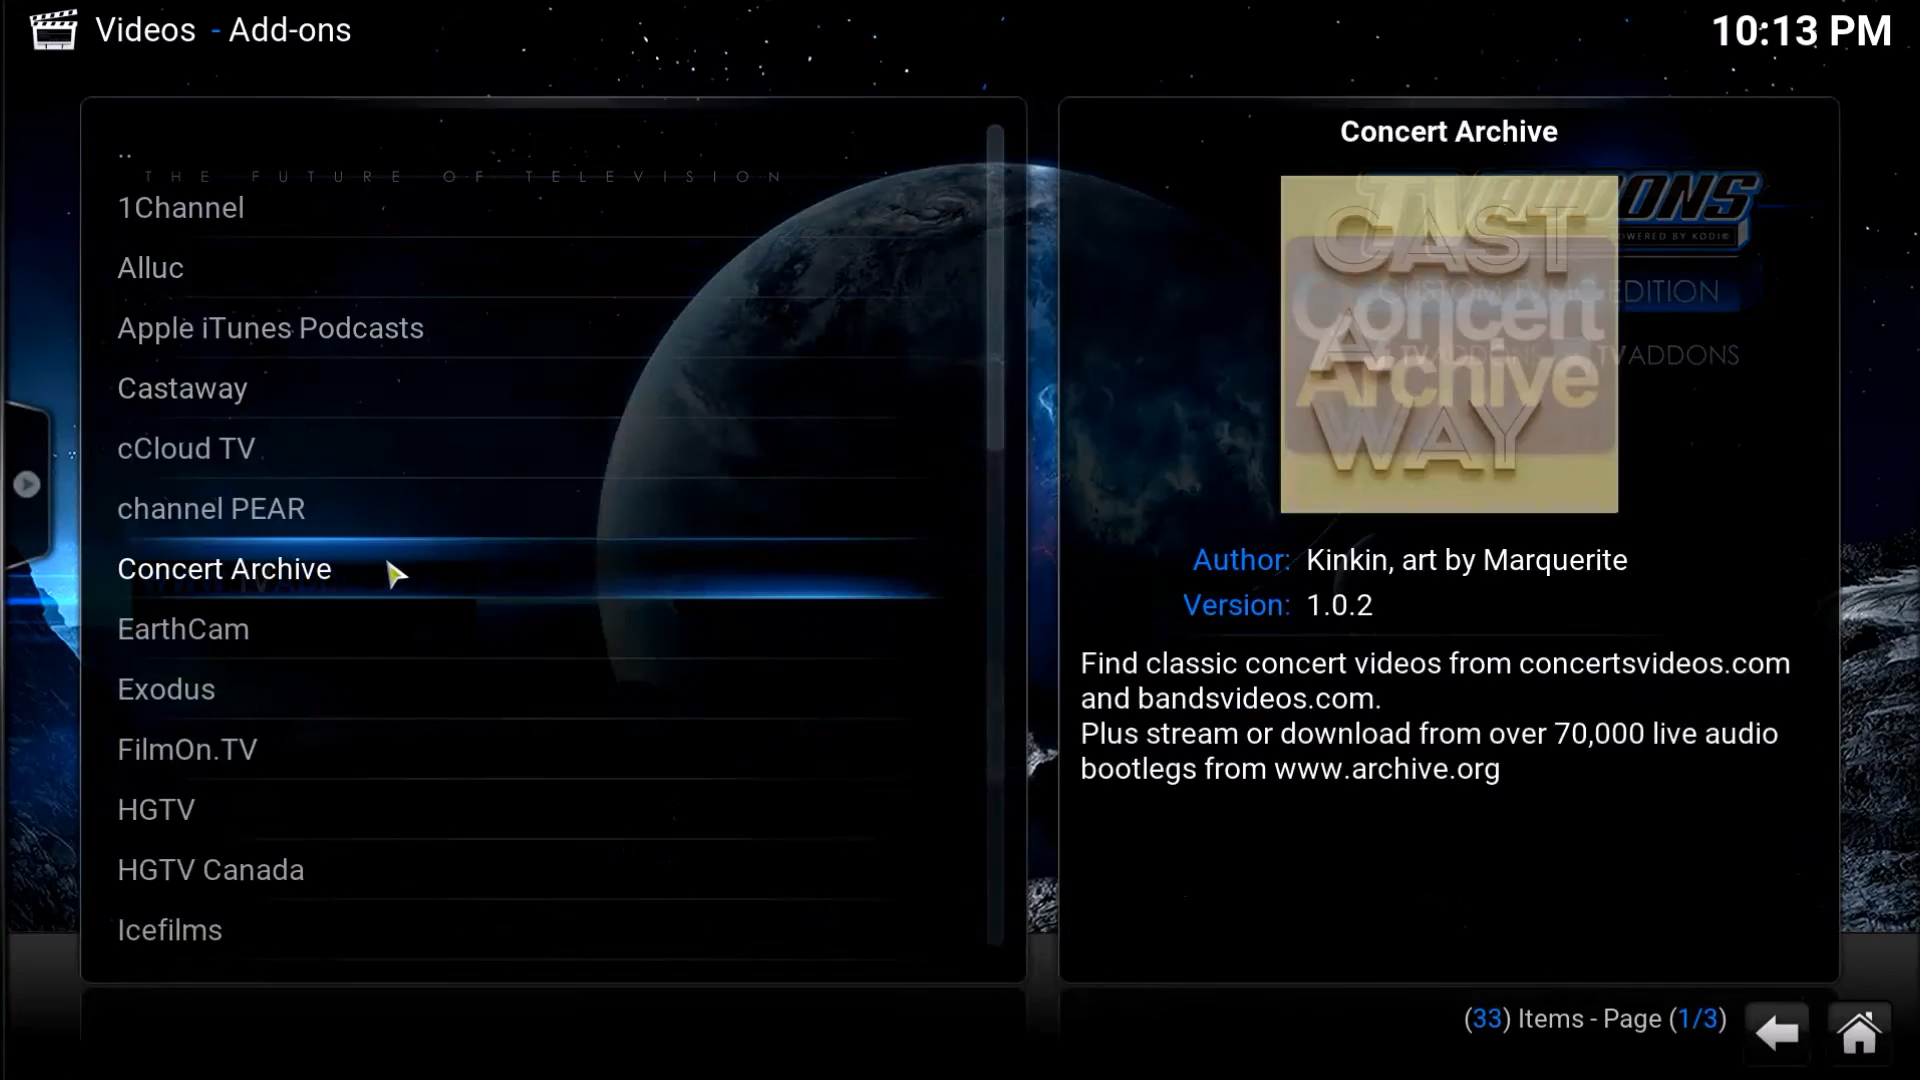 Videos - Add-ons
10:13 PM
..
THE FUTURE OF TELEVISION
1Channel
Alluc
Apple iTunes Podcasts
Castaway
cCloud TV
channel PEAR
Concert Archive
EarthCam
Exodus
FilmOn.TV
HGTV
HGTV Canada
Icefilms
Concert Archive
CAST
A
WAY
Concert
Archive
TVADDONS
POWERED BY KODI®
EDITION
TVADDONS
Author: Kinkin, art by Marquerite
Version: 1.0.2
Find classic concert videos from concertsvideos.com
and bandsvideos.com.
Plus stream or download from over 70,000 live audio
bootlegs from www.archive.org
(33) Items - Page (1/3)